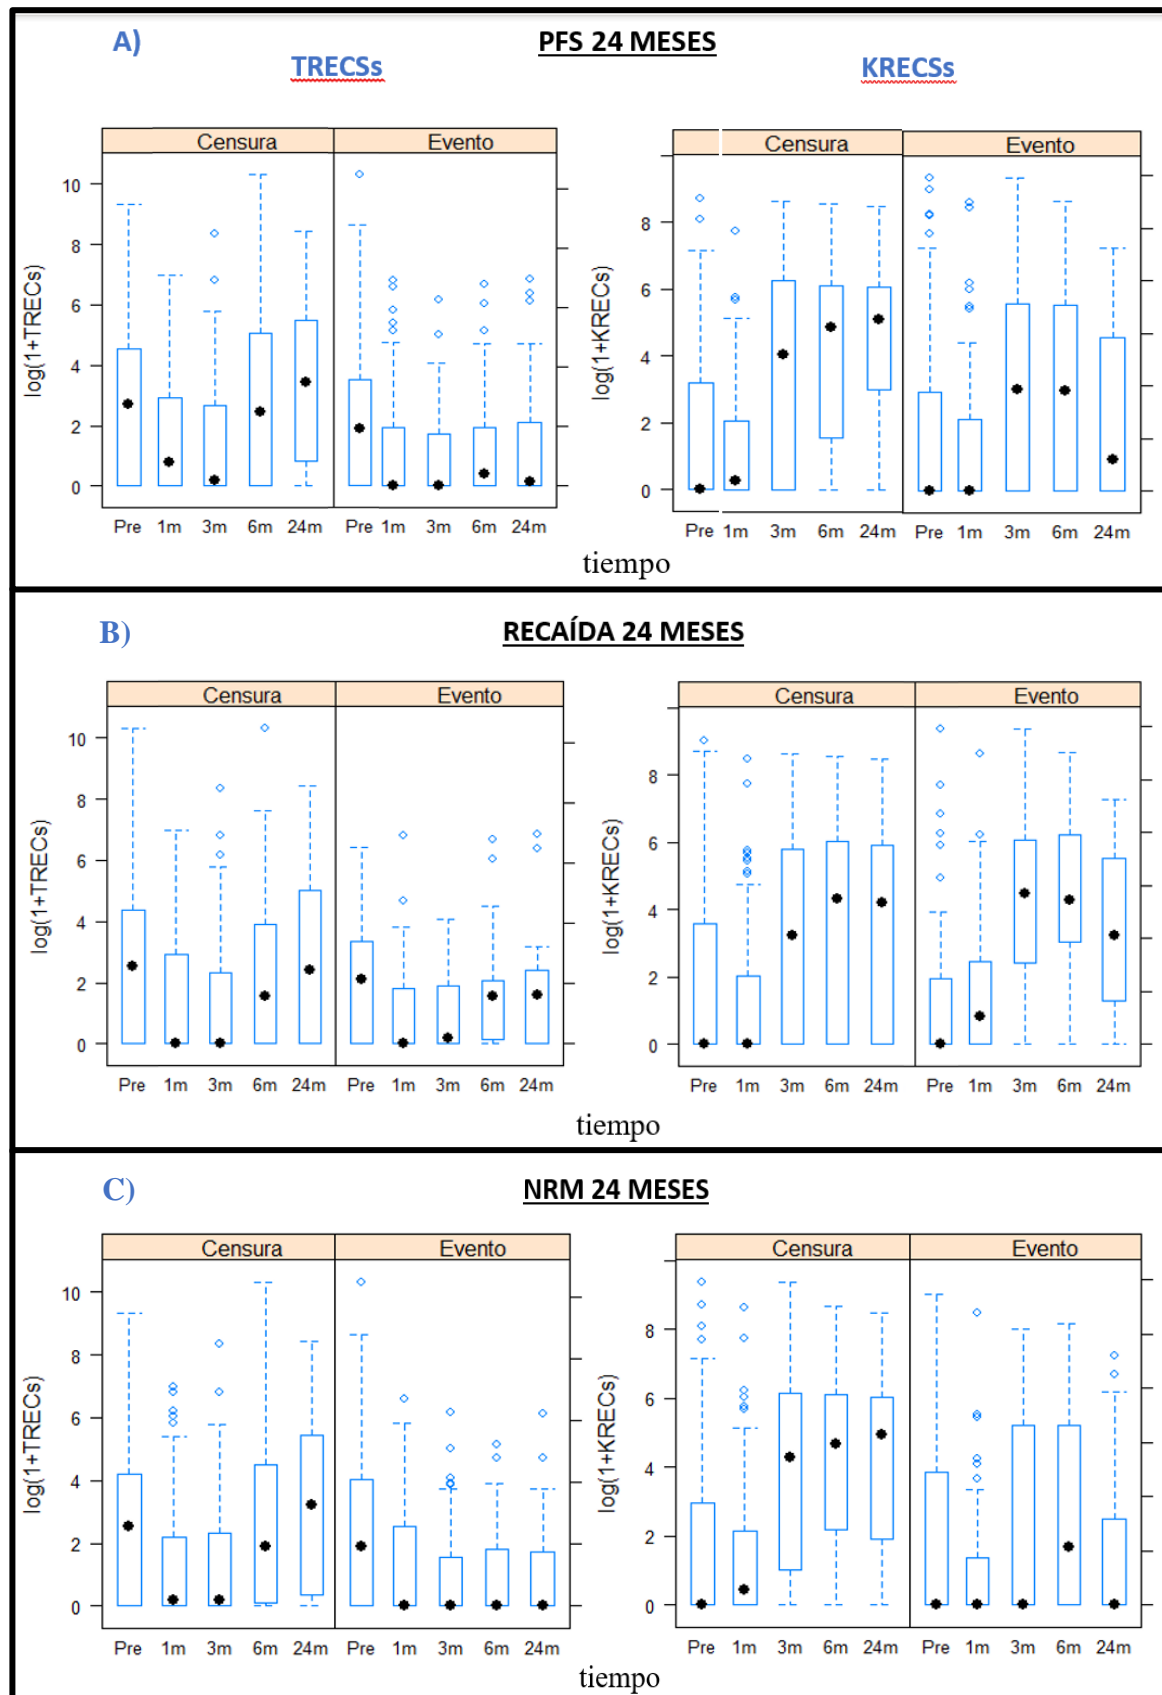 A)
PFS 24 MESES
TRECSs
KRECSs
Censura Evento
Censura Evento
log(1+TRECs)
10
8
6
4
2
0
Pre 1m 3m 6m 24m Pre 1m 3m 6m 24m
log(1+KRECs)
8
6
4
2
0
Pre 1m 3m 6m 24m Pre 1m 3m 6m 24m
tiempo
B)
RECAÍDA 24 MESES
Censura Evento
Censura Evento
log(1+TRECs)
10
8
6
4
2
0
Pre 1m 3m 6m 24m Pre 1m 3m 6m 24m
log(1+KRECs)
8
6
4
2
0
Pre 1m 3m 6m 24m Pre 1m 3m 6m 24m
tiempo
C)
NRM 24 MESES
Censura Evento
Censura Evento
log(1+TRECs)
10
8
6
4
2
0
Pre 1m 3m 6m 24m Pre 1m 3m 6m 24m
log(1+KRECs)
8
6
4
2
0
Pre 1m 3m 6m 24m Pre 1m 3m 6m 24m
tiempo